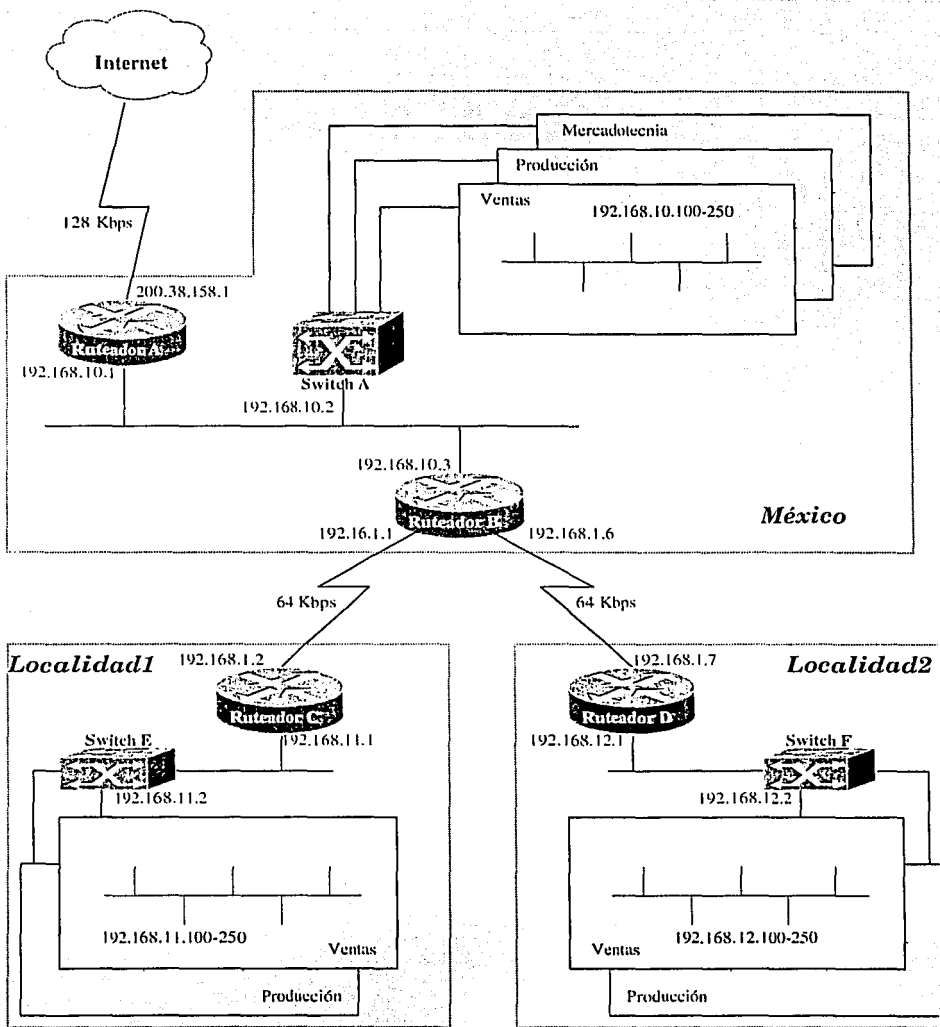 Internet
Mercadotecnia
Producción
Ventas
192.168.10.100-250
128 Kbps
200.38.158.1
Ruteador A
192.168.10.1
Switch A
192.168.10.2
192.168.10.3
Ruteador B
192.16.1.1
192.168.1.6
México
64 Kbps
64 Kbps
Localidad1
192.168.1.2
Ruteador C
192.168.11.1
Switch E
192.168.11.2
192.168.11.100-250
Ventas
Producción
192.168.1.7
Localidad2
Ruteador D
192.168.12.1
Switch F
192.168.12.2
192.168.12.100-250
Ventas
Producción